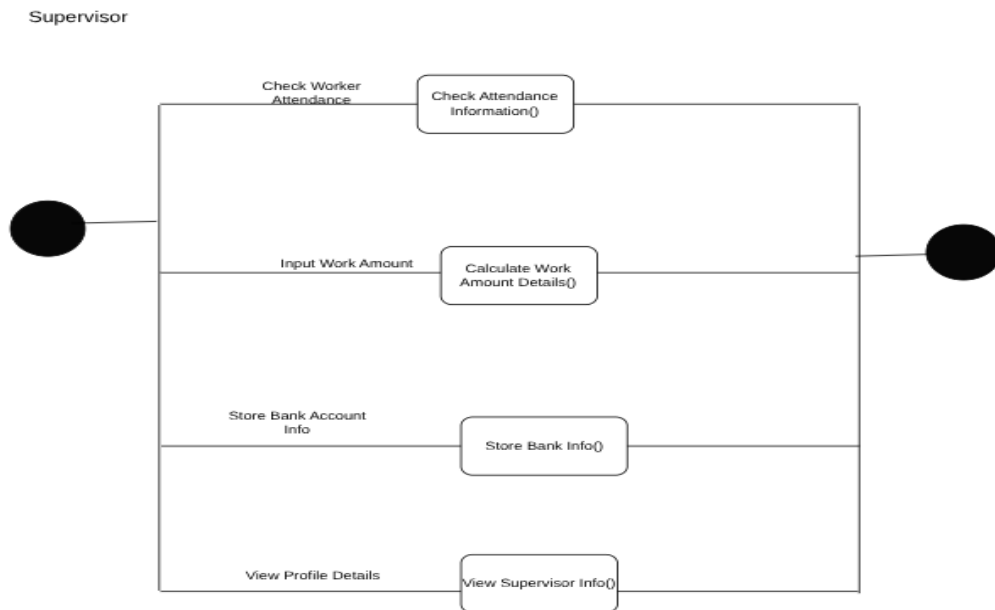 Supervisor
Check Worker
Attendance
Check Attendance
Information()
Input Work Amount
Calculate Work
Amount Details()
Store Bank Account
Info
Store Bank Info()
View Profile Details
View Supervisor Info()